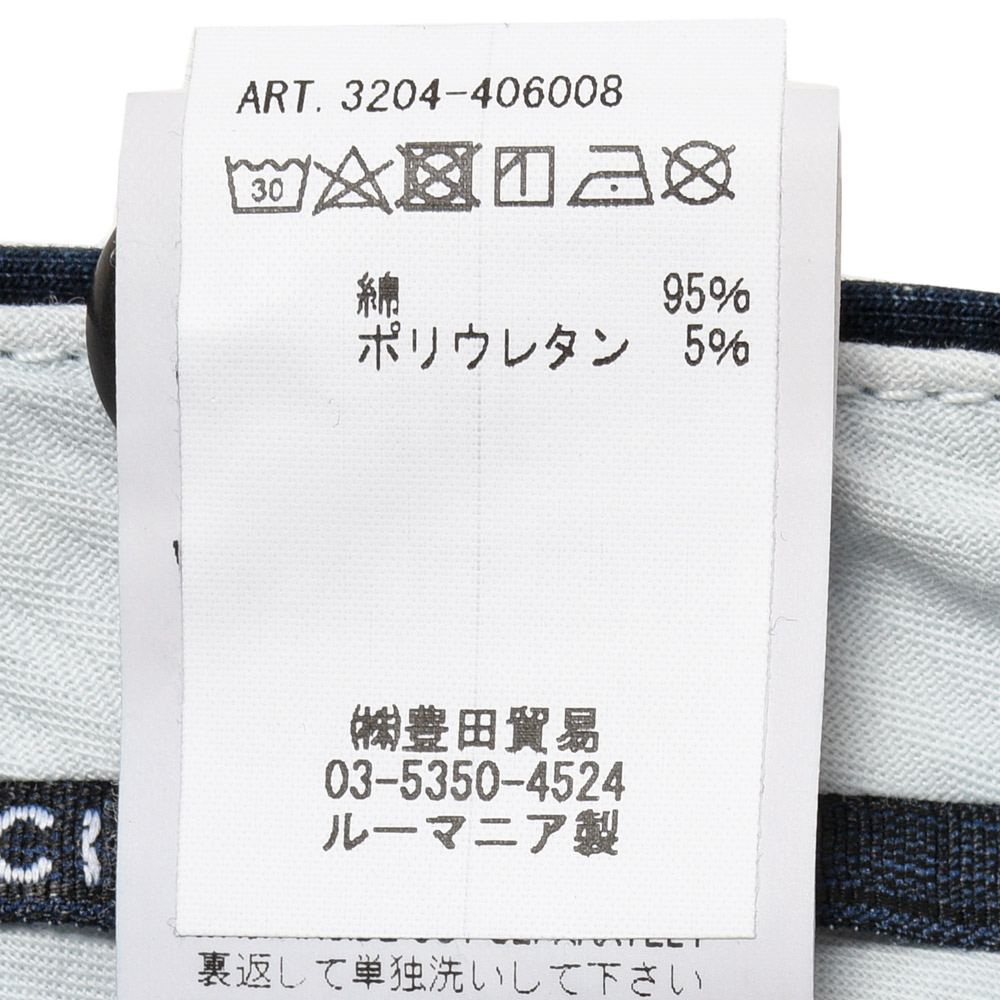 ART. 3204-406008
30
綿 95%
ポリウレタン 5%
㈱豊田貿易
03-5350-4524
ルーマニア製
裏返して単独洗いして下さい